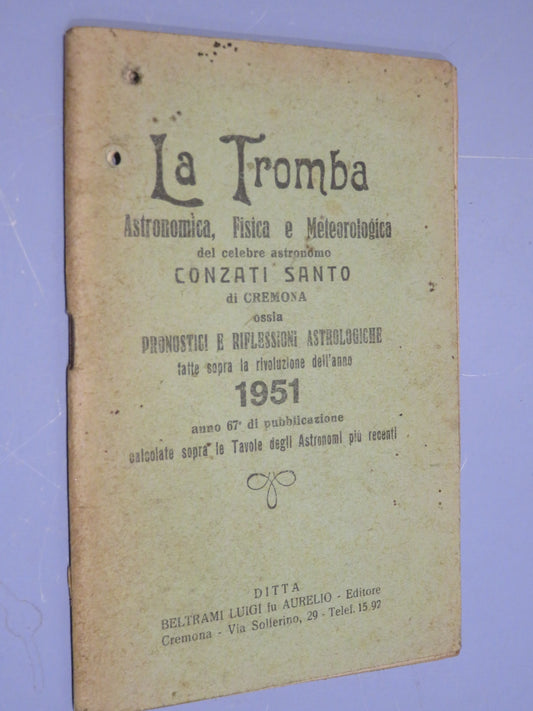 La Tromba
Astronomica, Fisica e Meteorologica
del celebre astronomo
CONZATI SANTO
di CREMONA
ossia
PRONOSTICI E RIFLESSIONI ASTROLOGICHE
fatte sopra la rivoluzione dell'anno
1951
anno 67° di pubblicazione
calcolate sopra le Tavole degli Astronomi più recenti
DITTA
BELTRAMI LUIGI fu AURELIO - Editore
Cremona - Via Solferino, 29 - Telef. 15.92